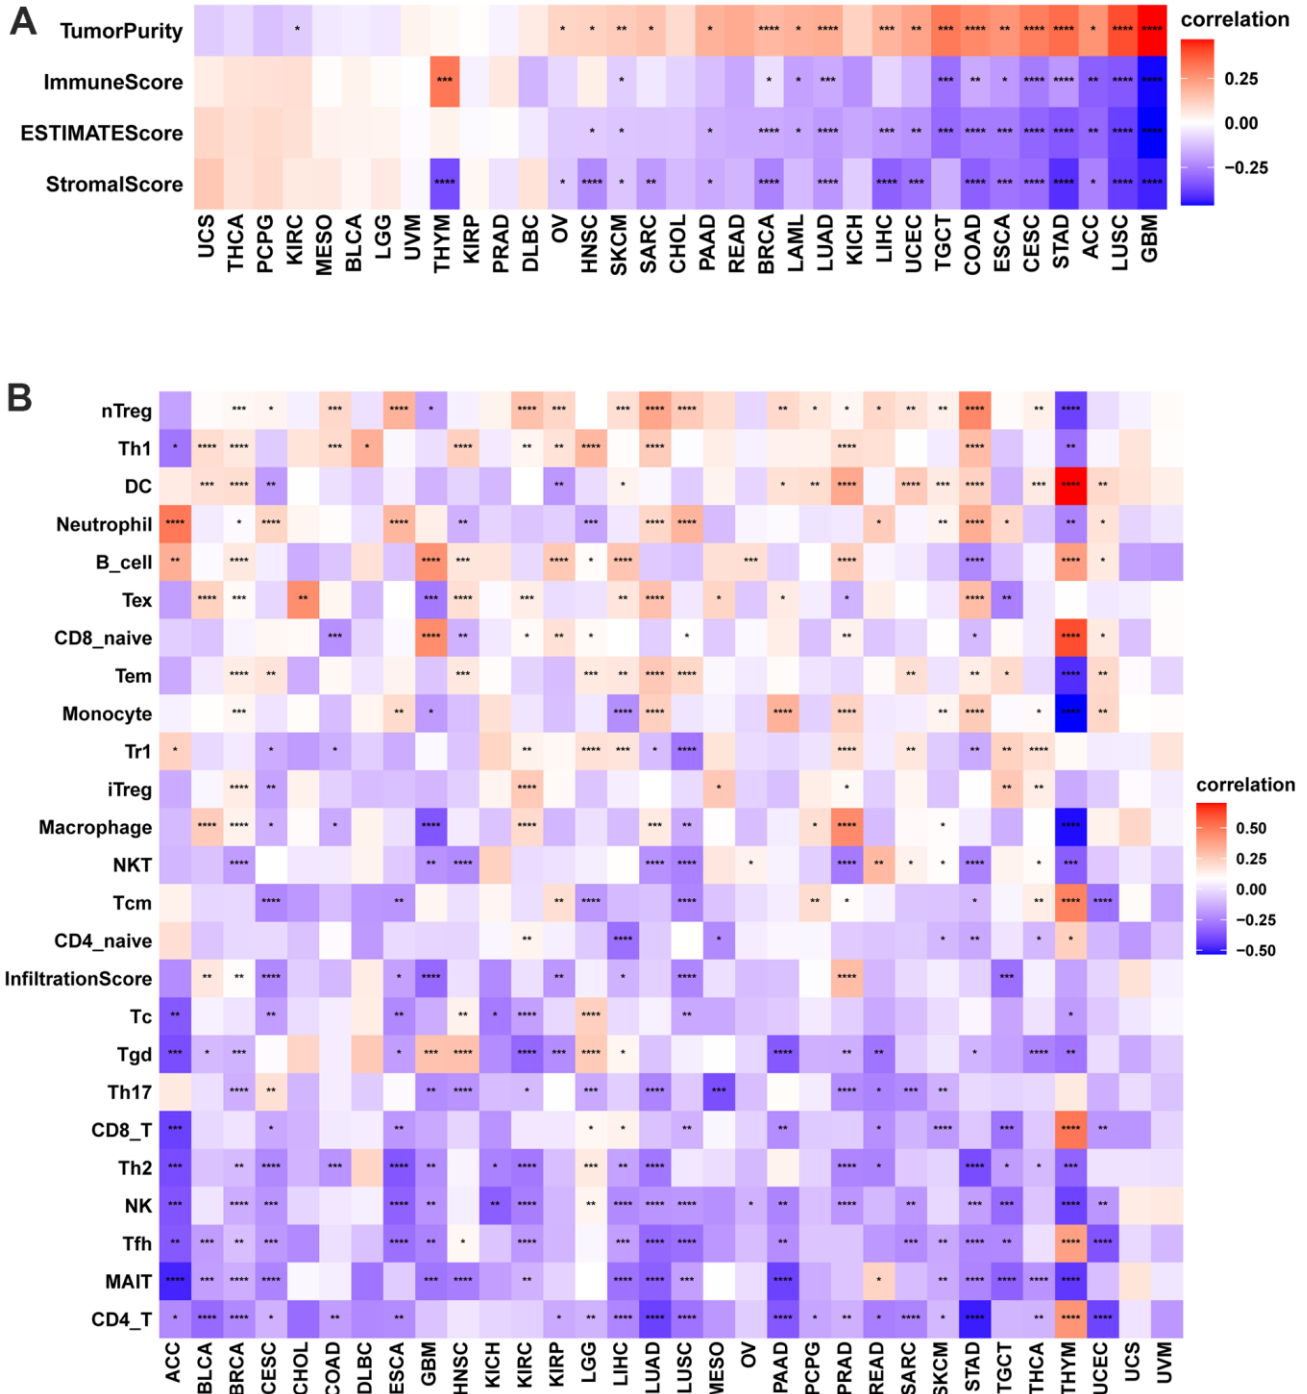 A
TumorPurity
ImmuneScore
ESTIMATEScore
StromalScore
UCS THCA PCPG KIRC MESO BLCA LGG UVM THYM KIRP PRAD DLBC OV HNSC SKCM SARC CHOL PAAD READ BRCA LAML LUAD KICH LIHC UCEC TGCT COAD ESCA CESC STAD ACC LUSC GBM
correlation
0.25
0.00
−0.25
B
nTreg
Th1
DC
Neutrophil
B_cell
Tex
CD8_naive
Tem
Monocyte
Tr1
iTreg
Macrophage
NKT
Tcm
CD4_naive
InfiltrationScore
Tc
Tgd
Th17
CD8_T
Th2
NK
Tfh
MAIT
CD4_T
ACC BLCA BRCA CESC CHOL COAD DLBC ESCA GBM HNSC KICH KIRC KIRP LGG LIHC LUAD LUSC MESO OV PAAD PCPG PRAD READ SARC SKCM STAD TGCT THCA THYM UCEC UCS UVM
correlation
0.50
0.25
0.00
−0.25
−0.50